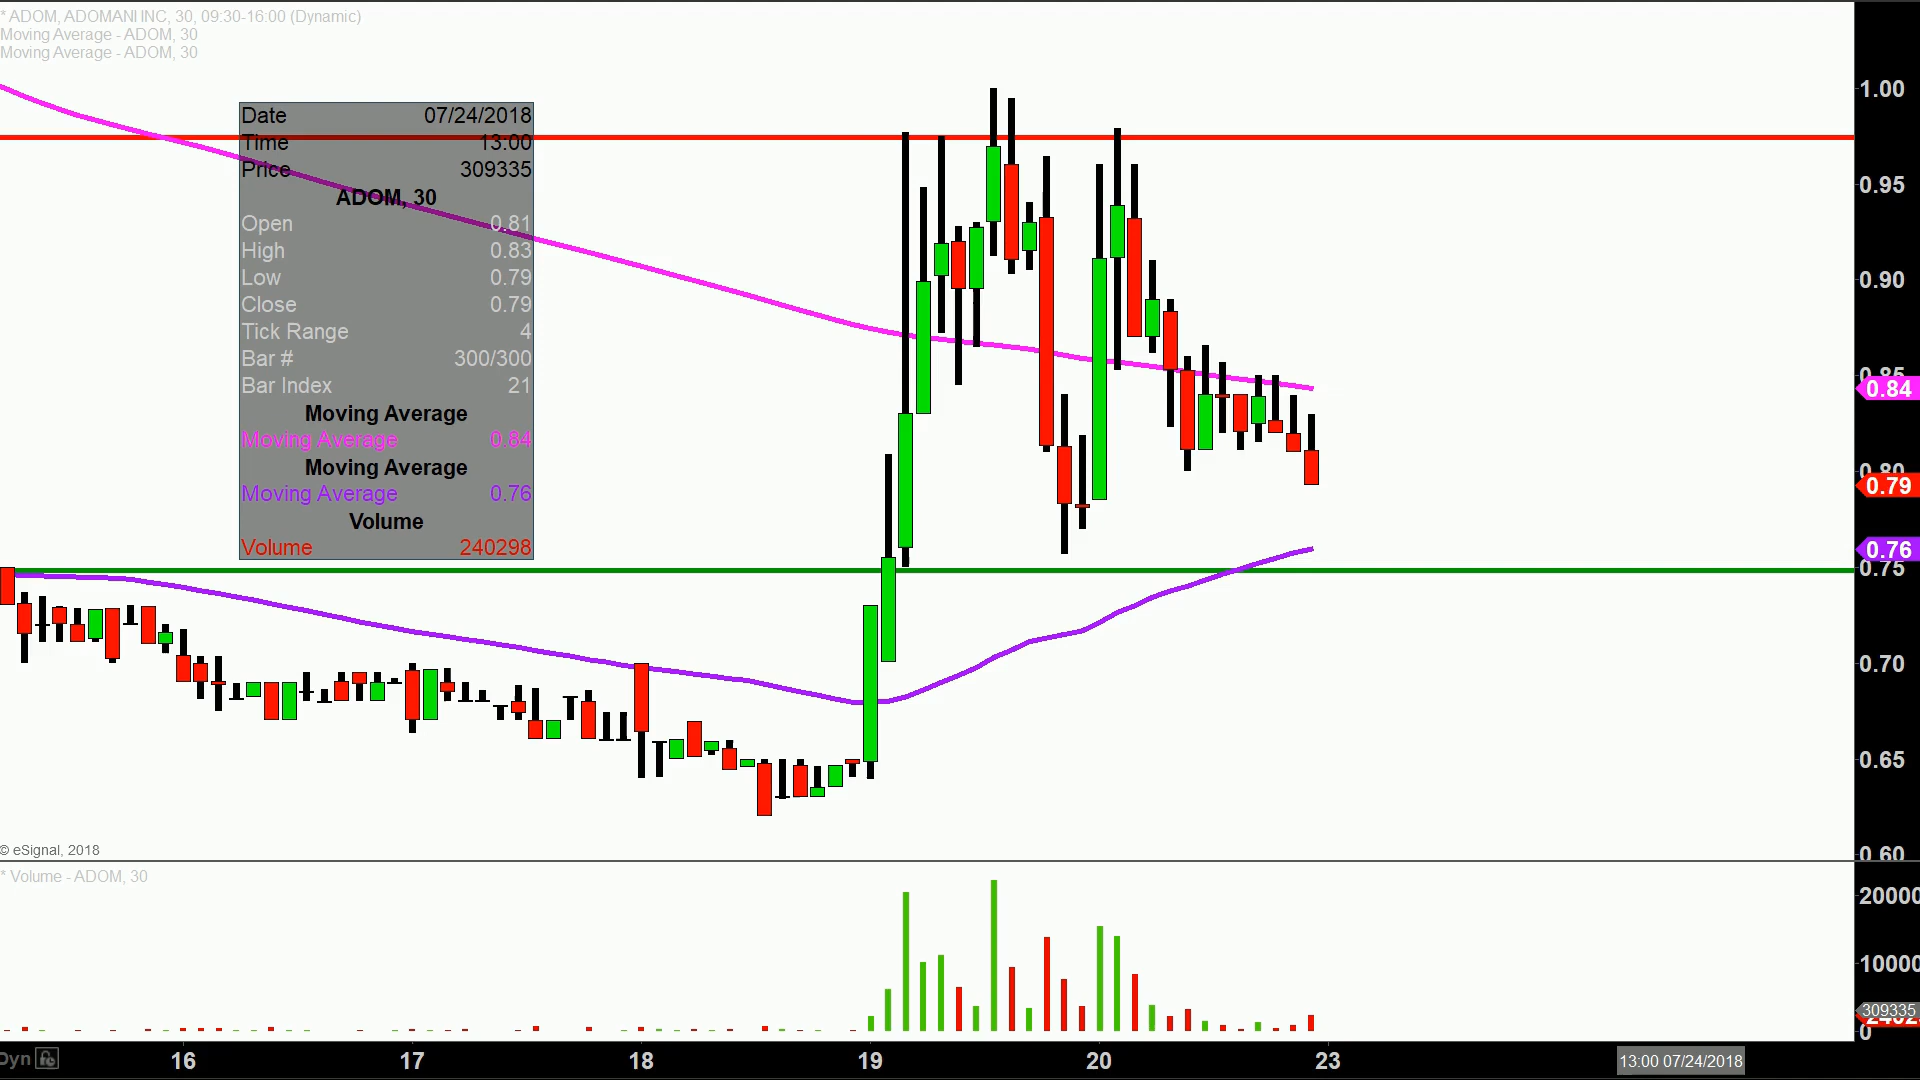 * ADOM, ADOMANI INC, 30, 09:30-16:00 (Dynamic)
Moving Average - ADOM, 30
Moving Average - ADOM, 30
Date 07/24/2018
Time 13:00
Price 309335
ADOM, 30
Open 0.81
High 0.83
Low 0.79
Close 0.79
Tick Range 4
Bar # 300/300
Bar Index 21
Moving Average
Moving Average 0.84
Moving Average
Moving Average 0.76
Volume
Volume 240298
1.00
0.95
0.90
0.85
0.84
0.80
0.79
0.76
0.75
0.70
0.65
0.60
© eSignal, 2018
* Volume - ADOM, 30
20000
10000
309335
0
Dyn 16 17 18 19 20 23 13:00 07/24/2018